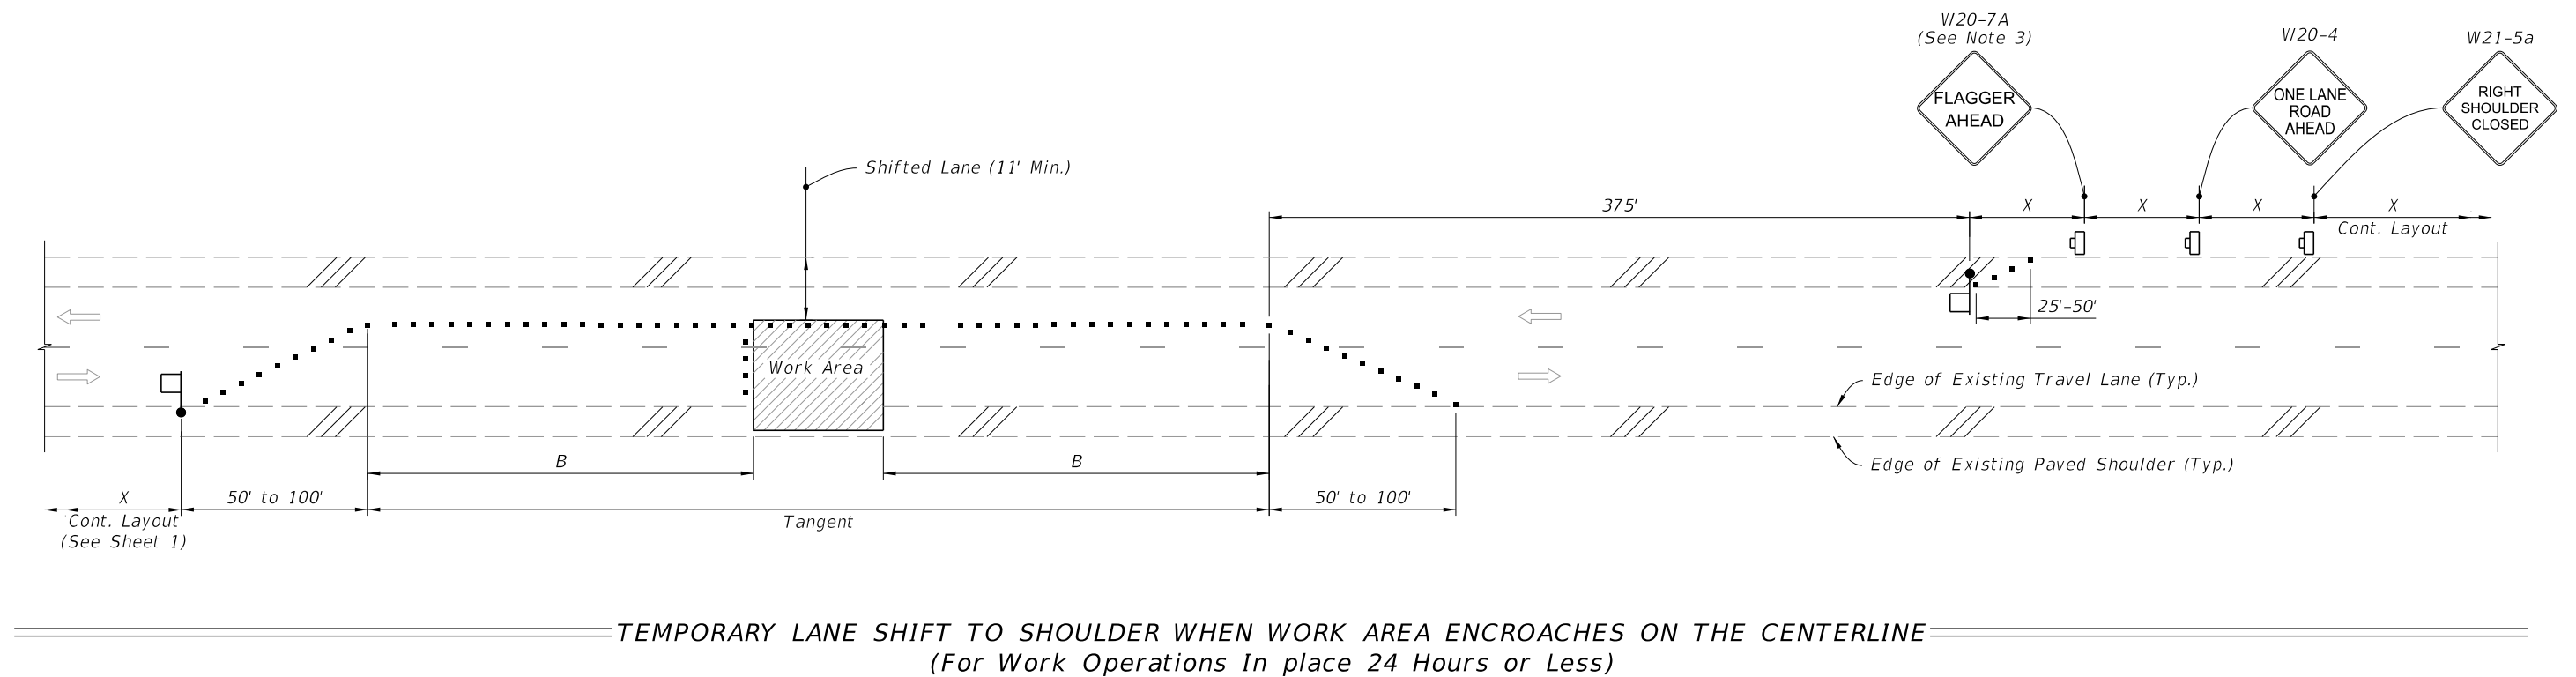 W20-7A
(See Note 3)
W20-4
W21-5a
FLAGGER
AHEAD
ONE LANE
ROAD
AHEAD
RIGHT
SHOULDER
CLOSED
Shifted Lane (11' Min.)
375'
X
X
X
X
Cont. Layout
25'-50'
Work Area
Edge of Existing Travel Lane (Typ.)
Edge of Existing Paved Shoulder (Typ.)
B
B
X
50' to 100'
50' to 100'
Cont. Layout
(See Sheet 1)
Tangent
TEMPORARY LANE SHIFT TO SHOULDER WHEN WORK AREA ENCROACHES ON THE CENTERLINE
(For Work Operations In place 24 Hours or Less)